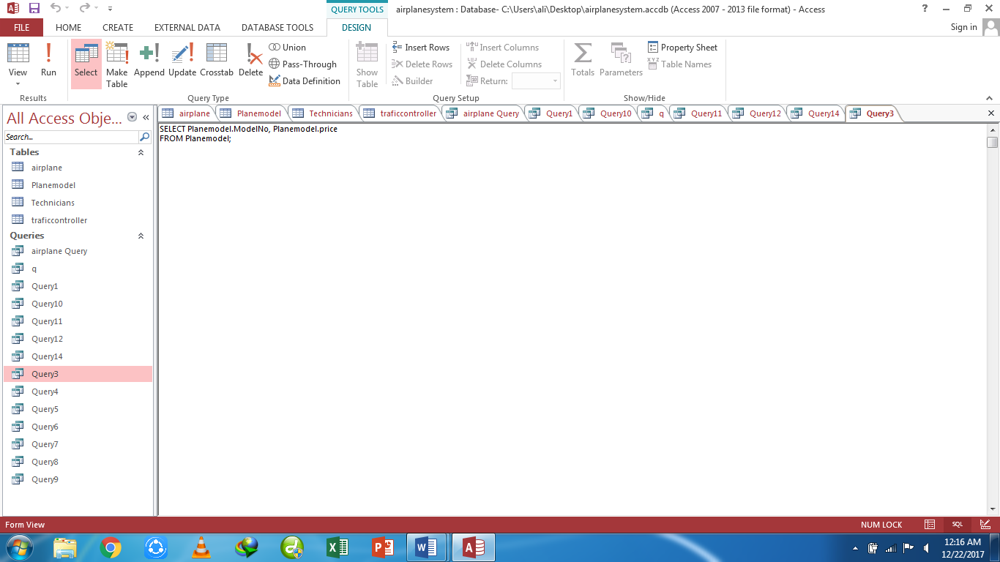 QUERY TOOLS
airplanesystem : Database- C:\Users\ali\Desktop\airplanesystem.accdb (Access 2007 - 2013 file format) - Access
FILE HOME CREATE EXTERNAL DATA DATABASE TOOLS DESIGN Sign in
View Run
Results
Select Make Table Append Update Crosstab Delete
Union
Pass-Through
Data Definition
Query Type
Show Table
Insert Rows
Delete Rows
Builder
Insert Columns
Delete Columns
Return:
Query Setup
Totals Parameters
Property Sheet
Table Names
Show/Hide
All Access Obje...
Search...
Tables
airplane
Planemodel
Technicians
traficcontroller
Queries
airplane Query
q
Query1
Query10
Query11
Query12
Query14
Query3
Query4
Query5
Query6
Query7
Query8
Query9
airplane Planemodel Technicians traficcontroller airplane Query Query1 Query10 q Query11 Query12 Query14 Query3
SELECT Planemodel.ModelNo, Planemodel.price
FROM Planemodel;
Form View NUM LOCK SQL
12:16 AM
12/22/2017